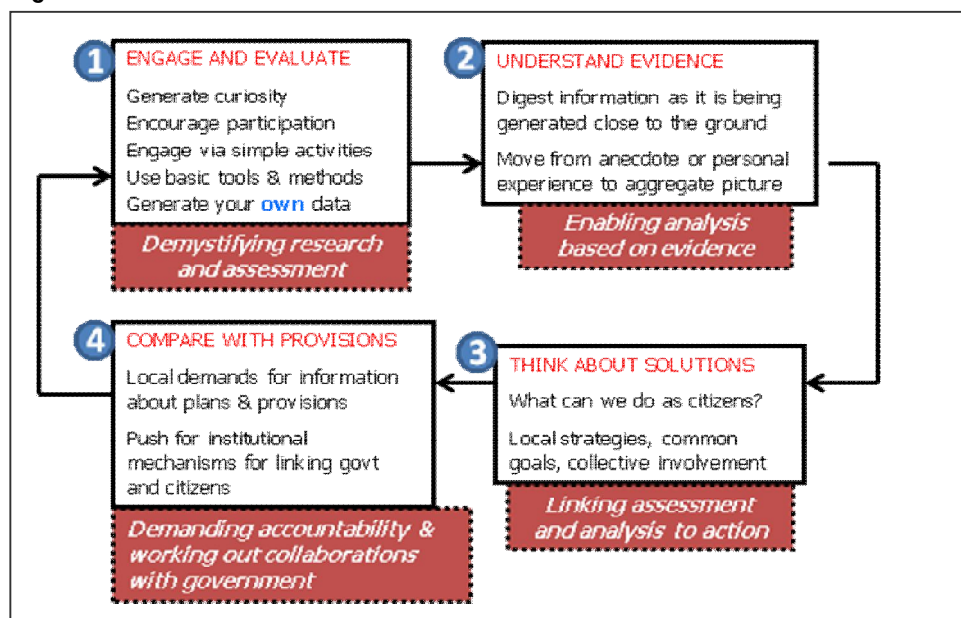 1
ENGAGE AND EVALUATE
Generate curiosity
Encourage participation
Engage via simple activities
Use basic tools & methods
Generate your own data
Demystifying research
and assessment
2
UNDERSTAND EVIDENCE
Digest information as it is being
generated close to the ground
Move from anecdote or personal
experience to aggregate picture
Enabling analysis
based on evidence
3
THINK ABOUT SOLUTIONS
What can we do as citizens?
Local strategies, common
goals, collective involvement
Linking assessment
and analysis to action
4
COMPARE WITH PROVISIONS
Local demands for information
about plans & provisions
Push for institutional
mechanisms for linking govt
and citizens
Demanding accountability &
working out collaborations
with government